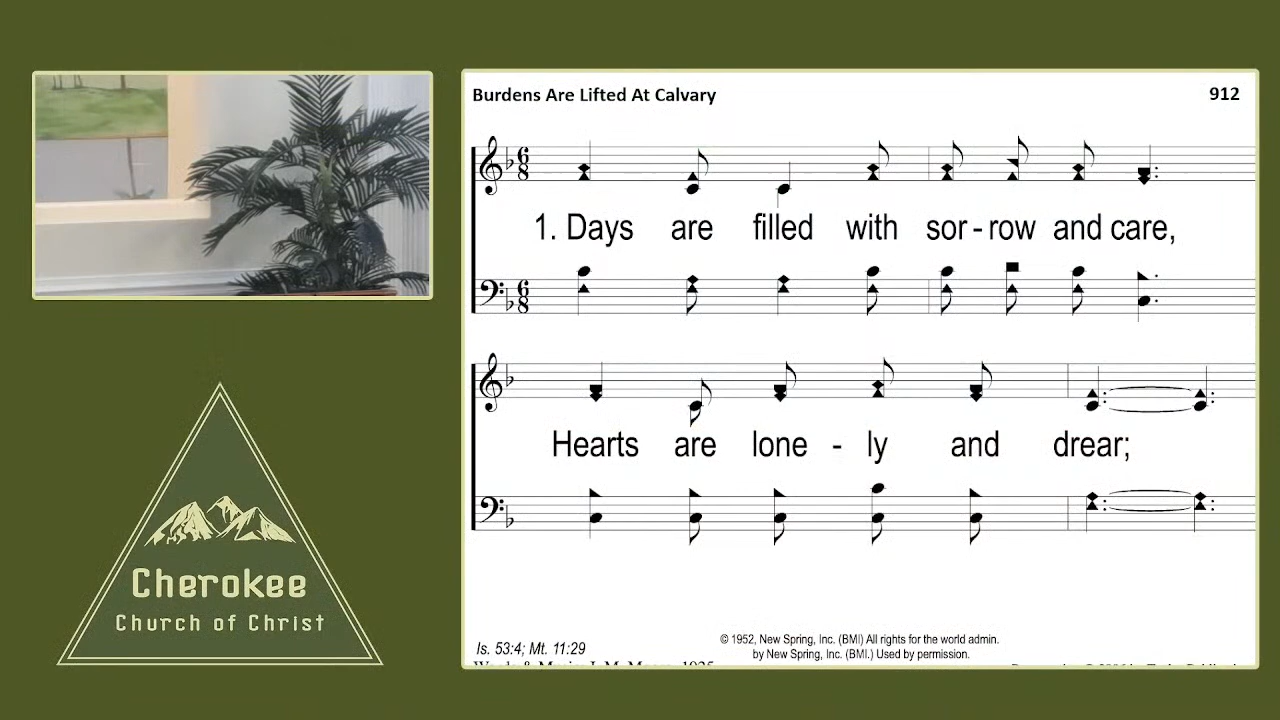 Burdens Are Lifted At Calvary
912
1. Days are filled with sor - row and care,
Hearts are lone - ly and drear;
© 1952, New Spring, Inc. (BMI) All rights for the world admin.
by New Spring, Inc. (BMI.) Used by permission.
Is. 53:4; Mt. 11:29
Cherokee
Church of Christ